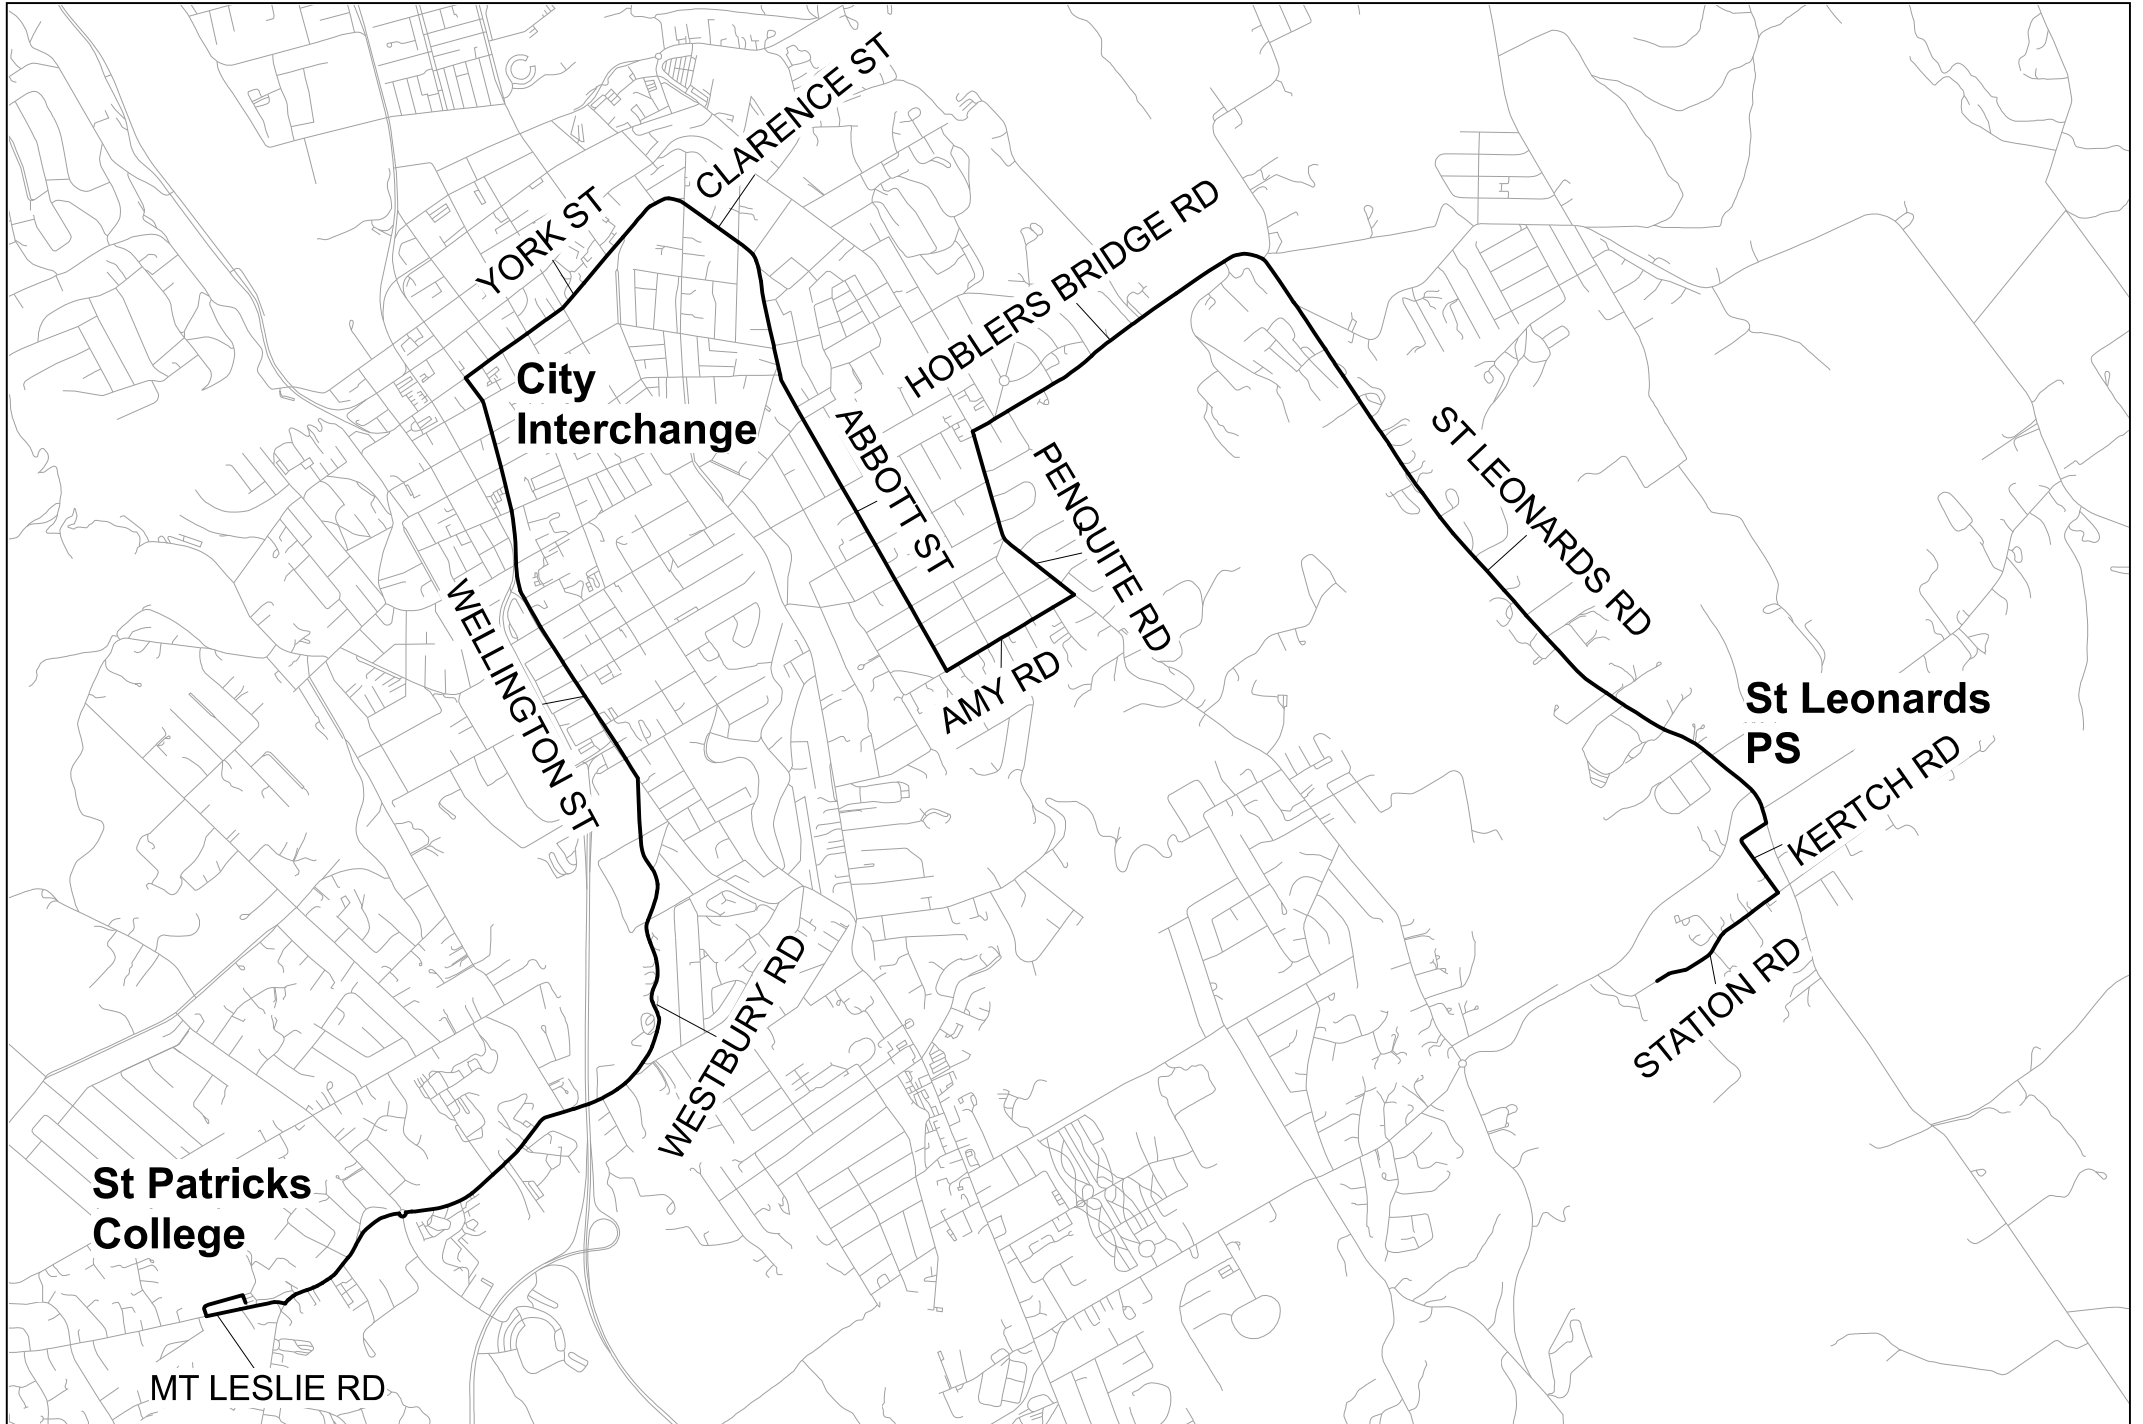 CLARENCE ST
YORK ST
HOBLERS BRIDGE RD
City
Interchange
ABBOTT ST
PENQUITE RD
ST LEONARDS RD
WELLINGTON ST
AMY RD
St Leonards
PS
KERTCH RD
STATION RD
WESTBURY RD
St Patricks
College
MT LESLIE RD